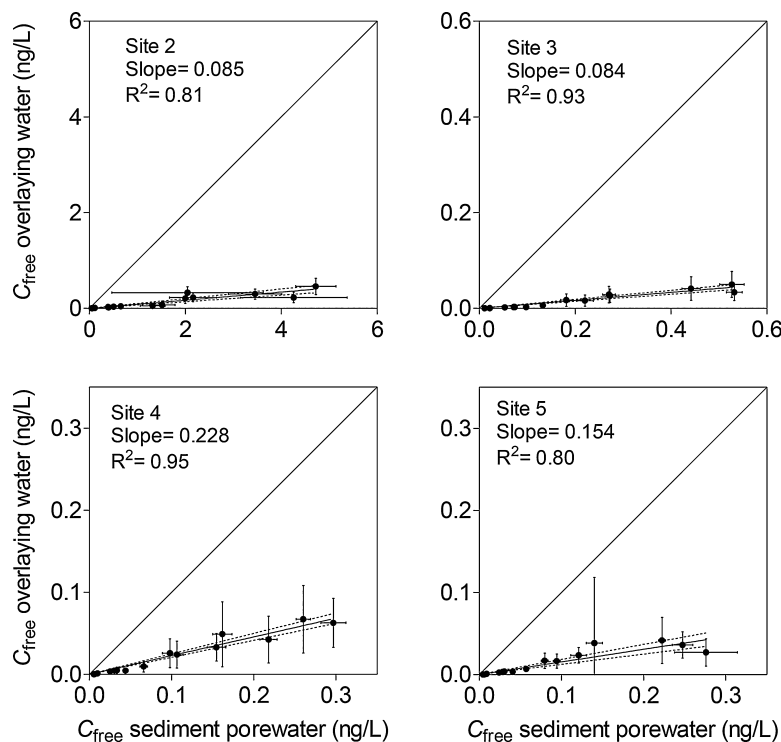 Site 2
Slope= 0.085
R²= 0.81
6
4
2
0
0 2 4 6
Site 3
Slope= 0.084
R²= 0.93
0.6
0.4
0.2
0.0
0.0 0.2 0.4 0.6
Cfree overlaying water (ng/L)
Site 4
Slope= 0.228
R²= 0.95
0.3
0.2
0.1
0.0
0.0 0.1 0.2 0.3
Site 5
Slope= 0.154
R²= 0.80
0.3
0.2
0.1
0.0
0.0 0.1 0.2 0.3
Cfree overlaying water (ng/L)
Cfree sediment porewater (ng/L)
Cfree sediment porewater (ng/L)